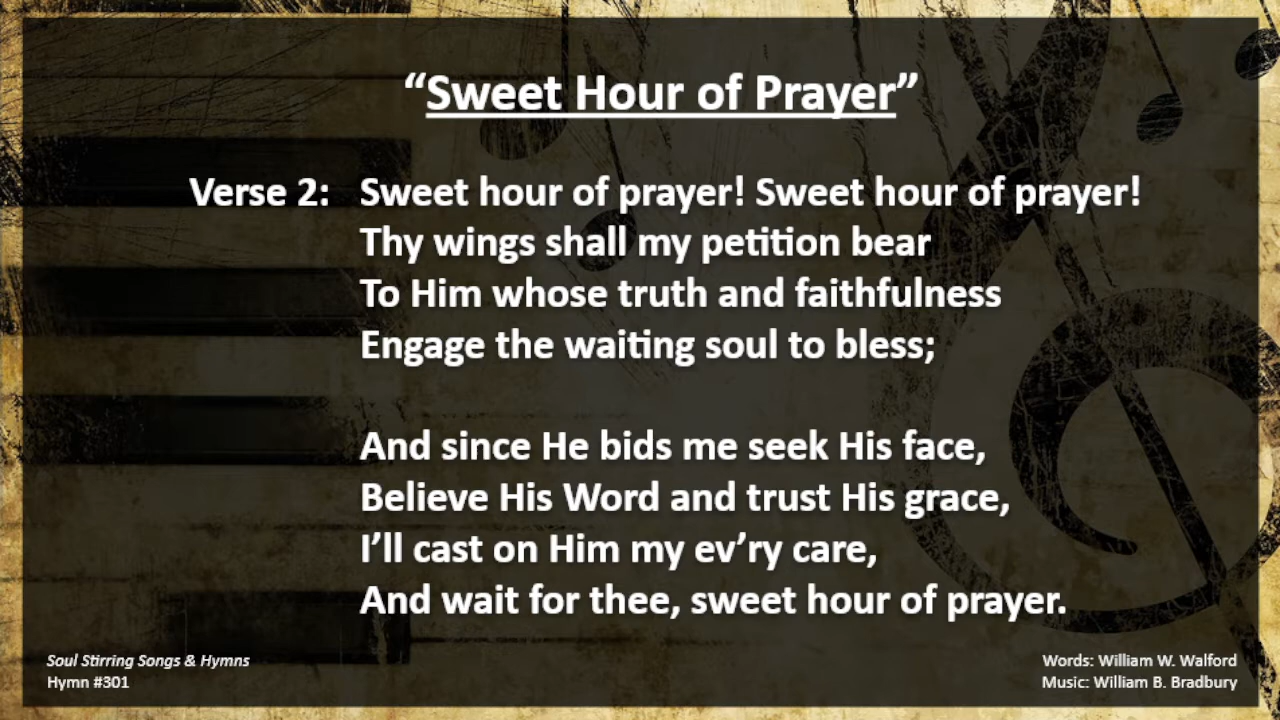 “Sweet Hour of Prayer”
Verse 2: Sweet hour of prayer! Sweet hour of prayer!
Thy wings shall my petition bear
To Him whose truth and faithfulness
Engage the waiting soul to bless;
And since He bids me seek His face,
Believe His Word and trust His grace,
I’ll cast on Him my ev’ry care,
And wait for thee, sweet hour of prayer.
Soul Stirring Songs & Hymns
Hymn #301
Words: William W. Walford
Music: William B. Bradbury